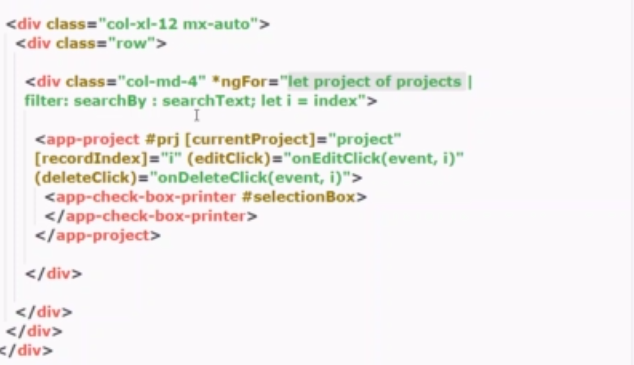 <div class="col-xl-12 mx-auto">
<div class="row">
<div class="col-md-4" *ngFor="let project of projects |
filter: searchBy : searchText; let i = index">
<app-project #prj [currentProject]="project"
[recordIndex]="i" (editClick)="onEditClick(event, i)"
(deleteClick)="onDeleteClick(event, i)">
<app-check-box-printer #selectionBox>
</app-check-box-printer>
</app-project>
</div>
</div>
</div>
</div>